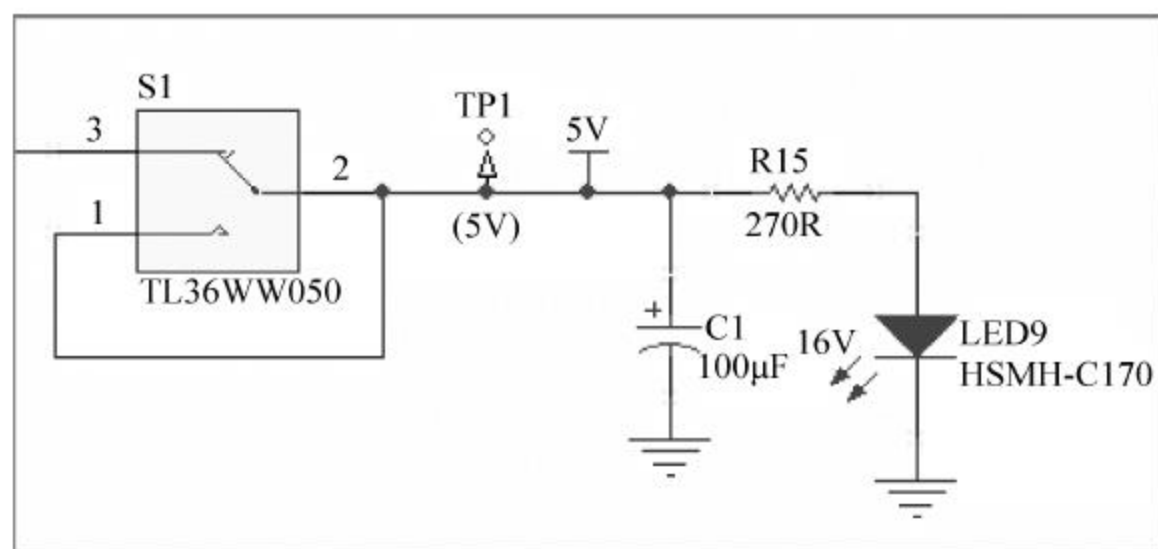 S1
3
2
1
TL36WW050
TP1
(5V)
5V
R15
270R
+
C1
100μF
16V
LED9
HSMH-C170